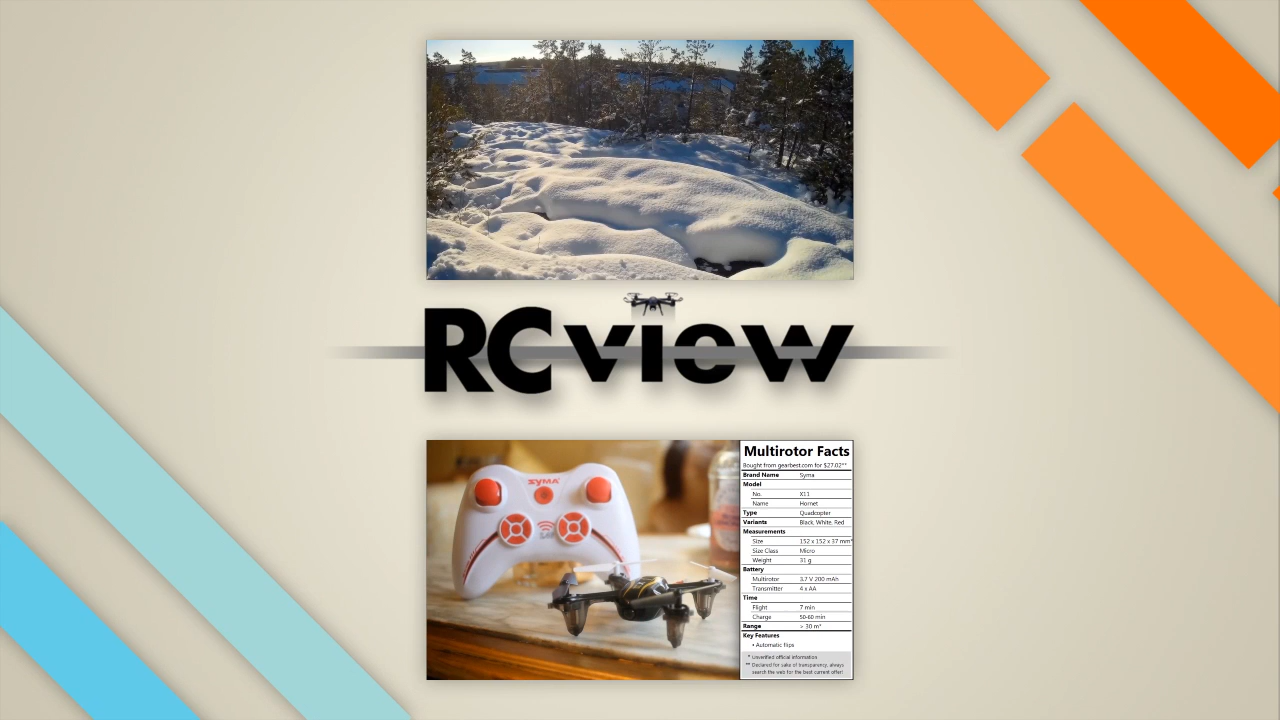 RCview
SYMA
Multirotor Facts
Bought from gearbest.com for $27.02**
Brand Name Syma
Model
No. X11
Name Hornet
Type Quadcopter
Variants Black, White, Red
Measurements
Size 152 x 152 x 37 mm*
Size Class Micro
Weight 31 g
Battery
Multirotor 3.7 V 200 mAh
Transmitter 4 x AA
Time
Flight 7 min
Charge 50-60 min
Range > 30 m*
Key Features
• Automatic flips
* Unverified official information
** Declared for sake of transparency, always
search the web for the best current offer!